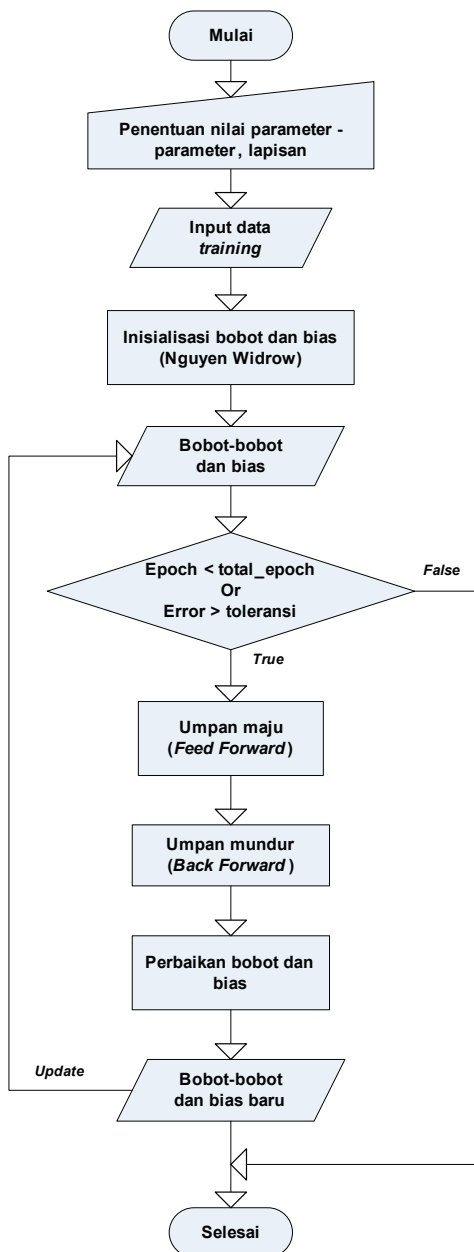 Mulai
Penentuan nilai parameter -
parameter, lapisan
Input data
training
Inisialisasi bobot dan bias
(Nguyen Widrow)
Bobot-bobot
dan bias
Epoch < total_epoch
Or
Error > toleransi
False
True
Umpan maju
(Feed Forward)
Umpan mundur
(Back Forward)
Perbaikan bobot dan
bias
Update
Bobot-bobot
dan bias baru
Selesai